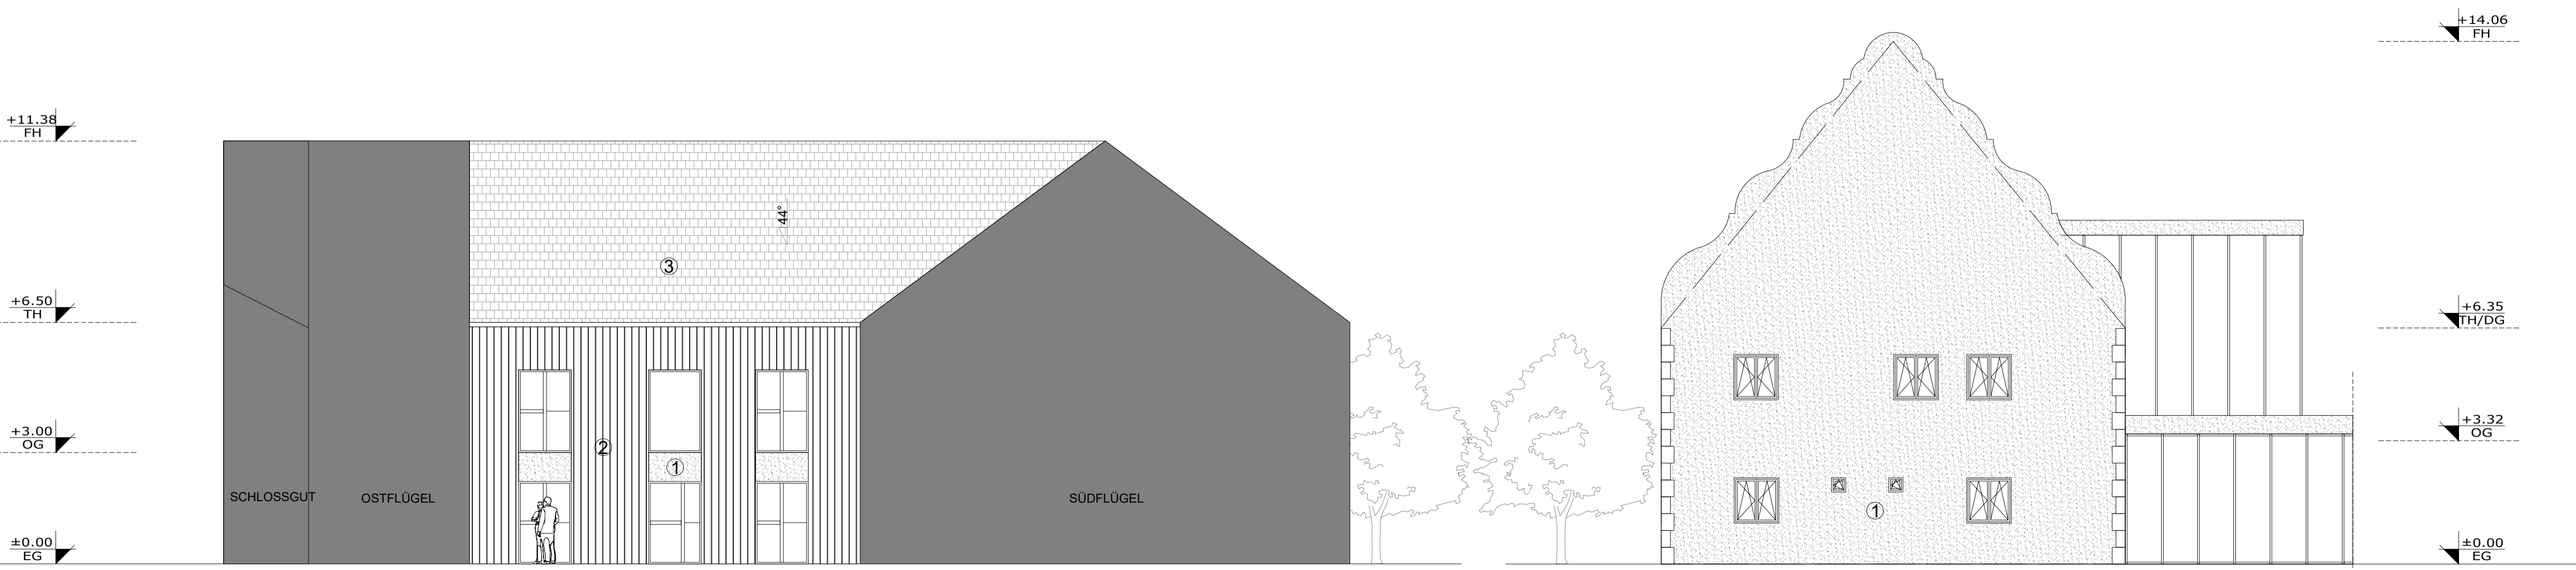 +11.38
FH
+6.50
TH
+3.00
OG
±0.00
EG
SCHLOSSGUT
OSTFLÜGEL
44°
3
2
1
SÜDFLÜGEL
1
+14.06
FH
+6.35
TH/DG
+3.32
OG
±0.00
EG